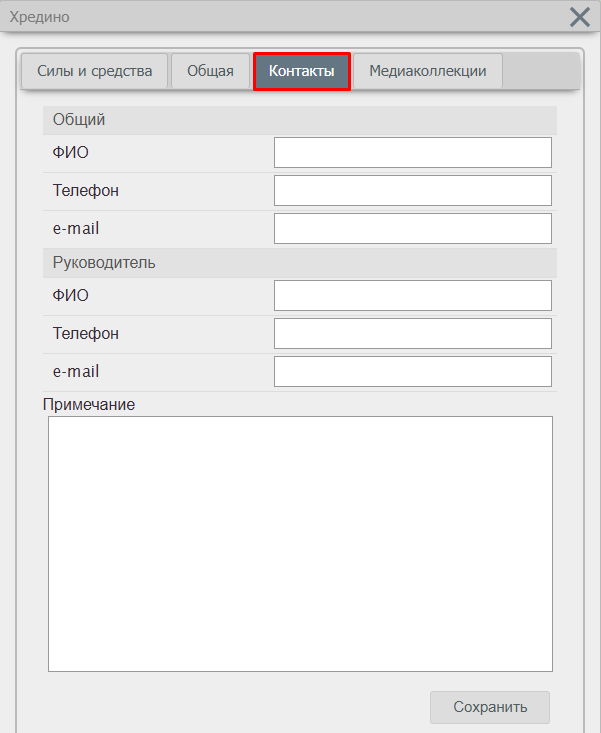 Хредино
Силы и средства Общая Контакты Медиаколлекции
Общий
ФИО
Телефон
e-mail
Руководитель
ФИО
Телефон
e-mail
Примечание
Сохранить